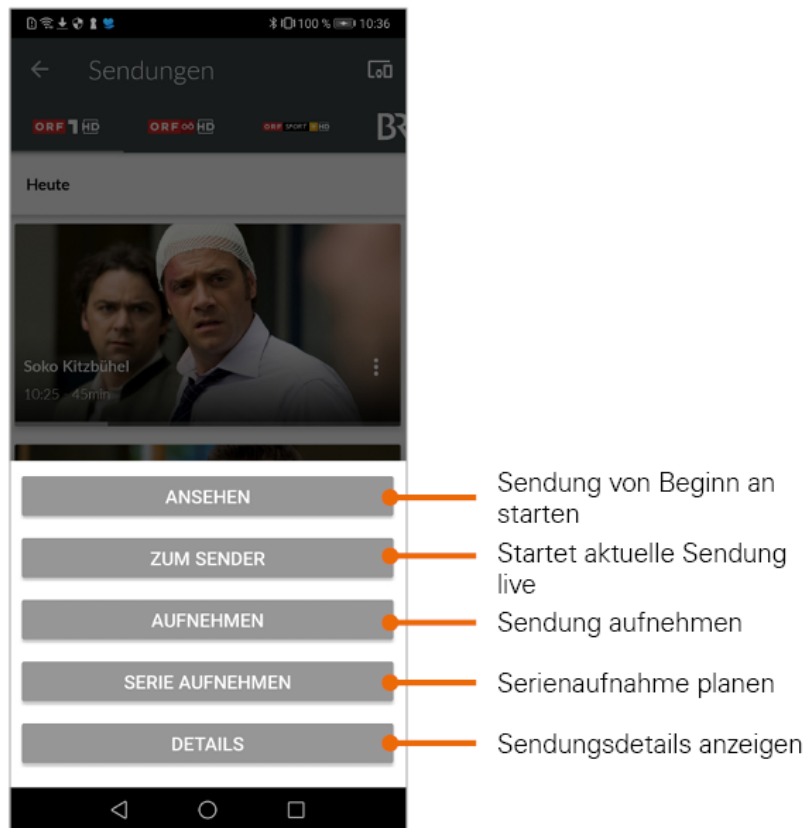 100 % 10:36
Sendungen
ORF 1 HD ORF ∞ HD ORF SPORT + HD BR
Heute
Soko Kitzbühel
10:25 - 45min
ANSEHEN
Sendung von Beginn an
starten
ZUM SENDER
Startet aktuelle Sendung
live
AUFNEHMEN
Sendung aufnehmen
SERIE AUFNEHMEN
Serienaufnahme planen
DETAILS
Sendungsdetails anzeigen